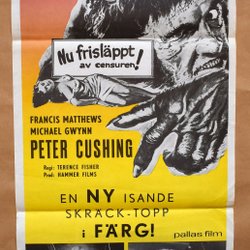 Nu frisläppt
av censuren!
FRANCIS MATTHEWS
MICHAEL GWYNN
PETER CUSHING
Regi: TERENCE FISHER
Prod: HAMMER FILMS
EN NY ISANDE
SKRÄCK-TOPP
i FÄRG!
pallas film